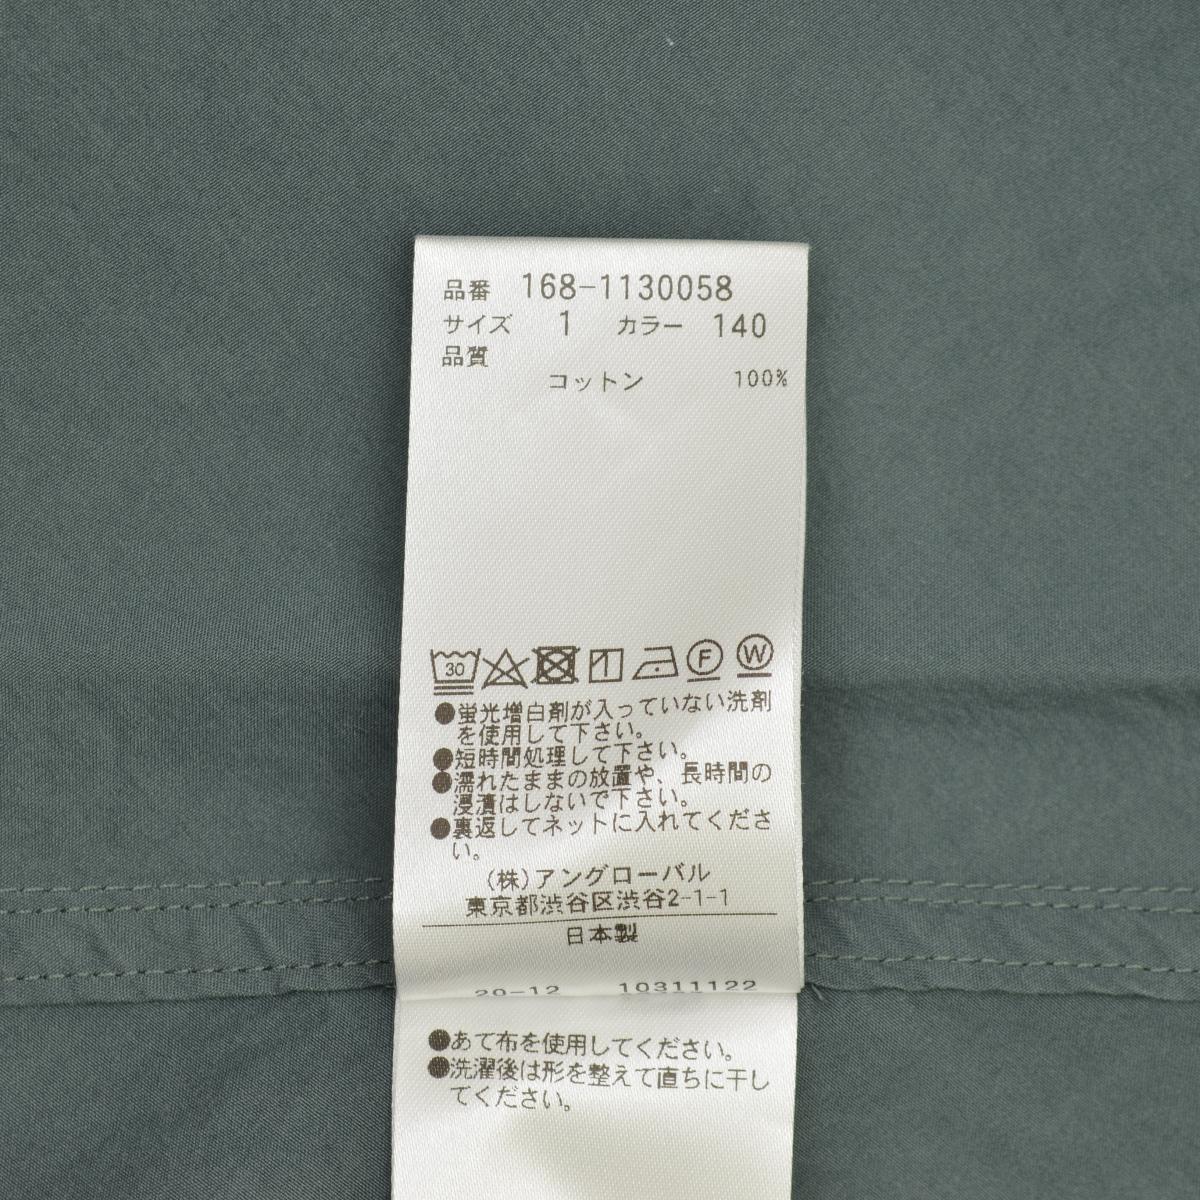 品番 168-1130058
サイズ 1 カラー 140
品質
コットン 100%
30 F W
●蛍光増白剤が入っていない洗剤
を使用して下さい。
●短時間処理して下さい。
●濡れたままの放置や、長時間の
浸漬はしないで下さい。
●裏返してネットに入れてくださ
い。
(株)アングローバル
東京都渋谷区渋谷2-1-1
日本製
20-12 10311122
●あて布を使用してください。
●洗濯後は形を整えて直ちに干し
てください。